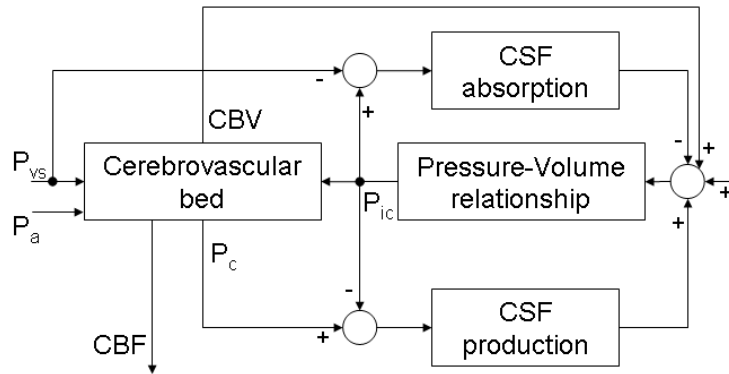 CSF
absorption
-
+
CBV
-
+
P_vs
Cerebrovascular
bed
P_ic
Pressure-Volume
relationship
+
+
P_a
P_c
-
+
CSF
production
CBF